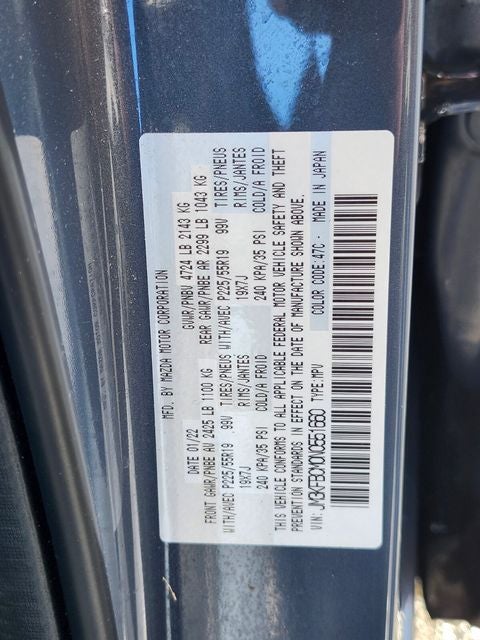 MFD. BY MAZDA MOTOR CORPORATION
DATE 01/22 GVWR/PNBV 4724 LB 2143 KG
FRONT GAWR/PNBE AV 2425 LB 1100 KG REAR GAWR/PNBE AR 2299 LB 1043 KG
WITH/AVEC P225/55R19 99V TIRES/PNEUS WITH/AVEC P225/55R19 99V TIRES/PNEUS
19X7J RIMS/JANTES 19X7J RIMS/JANTES
240 KPA/35 PSI COLD/A FROID 240 KPA/35 PSI COLD/A FROID
THIS VEHICLE CONFORMS TO ALL APPLICABLE FEDERAL MOTOR VEHICLE SAFETY AND THEFT
PREVENTION STANDARDS IN EFFECT ON THE DATE OF MANUFACTURE SHOWN ABOVE.
VIN: TYPE:MPV COLOR CODE:47C - MADE IN JAPAN